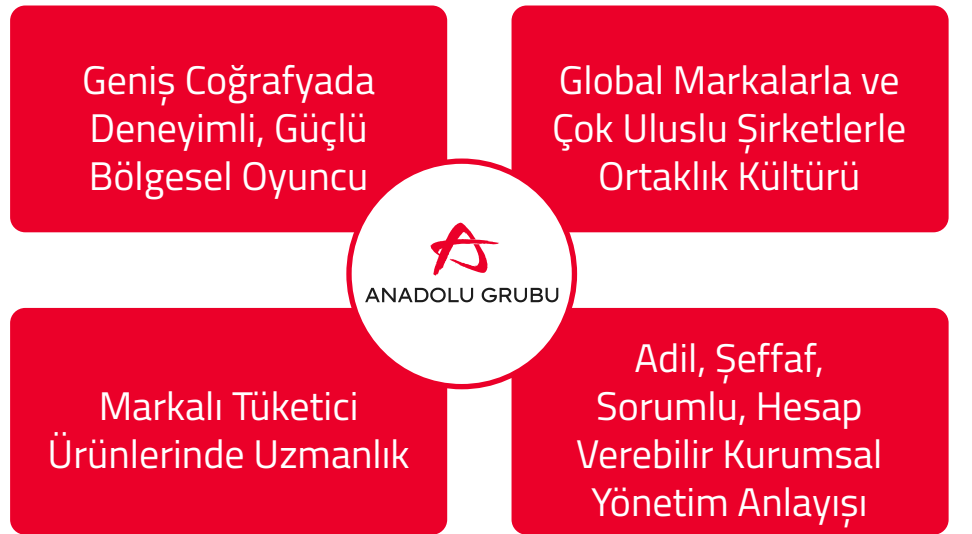 Geniş Coğrafyada
Deneyimli, Güçlü
Bölgesel Oyuncu
Global Markalarla ve
Çok Uluslu Şirketlerle
Ortaklık Kültürü
ANADOLU GRUBU
Markalı Tüketici
Ürünlerinde Uzmanlık
Adil, Şeffaf,
Sorumlu, Hesap
Verebilir Kurumsal
Yönetim Anlayışı